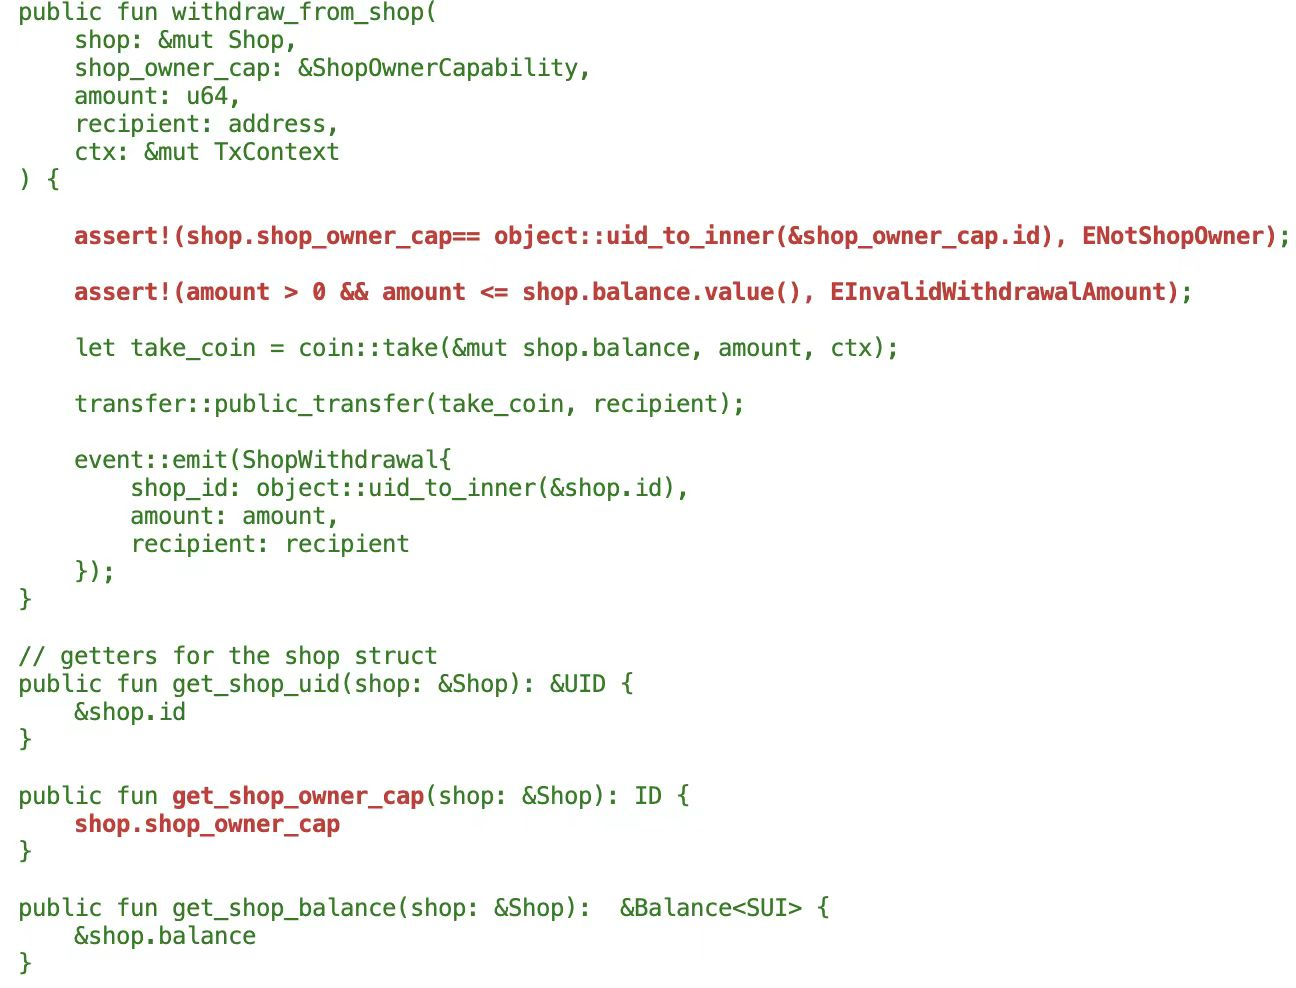 public fun withdraw_from_shop(
    shop: &mut Shop,
    shop_owner_cap: &ShopOwnerCapability,
    amount: u64,
    recipient: address,
    ctx: &mut TxContext
) {
    assert!(shop.shop_owner_cap== object::uid_to_inner(&shop_owner_cap.id), ENotShopOwner);
    assert!(amount > 0 && amount <= shop.balance.value(), EInvalidWithdrawalAmount);
    let take_coin = coin::take(&mut shop.balance, amount, ctx);
    transfer::public_transfer(take_coin, recipient);
    event::emit(ShopWithdrawal{
        shop_id: object::uid_to_inner(&shop.id),
        amount: amount,
        recipient: recipient
    });
}
// getters for the shop struct
public fun get_shop_uid(shop: &Shop): &UID {
    &shop.id
}
public fun get_shop_owner_cap(shop: &Shop): ID {
    shop.shop_owner_cap
}
public fun get_shop_balance(shop: &Shop):  &Balance<SUI> {
    &shop.balance
}